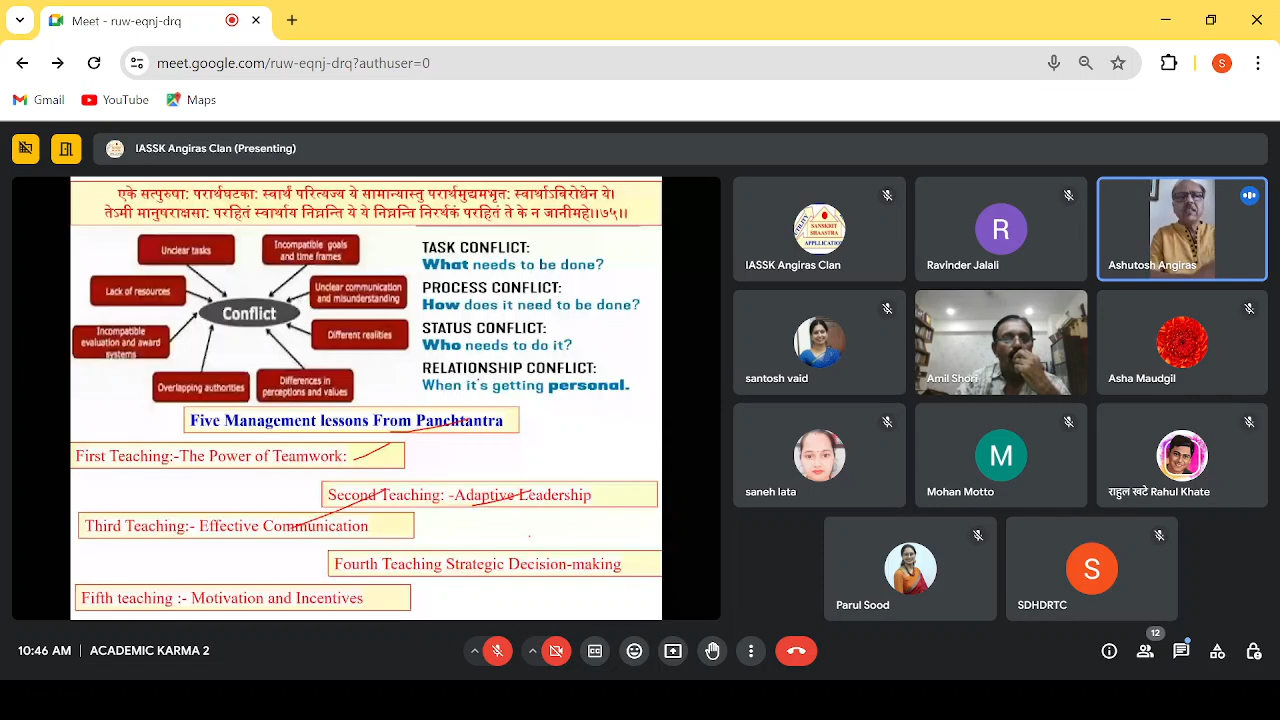 Meet - ruw-eqnj-drq
meet.google.com/ruw-eqnj-drq?authuser=0
S
Gmail
YouTube
Maps
IASSK Angiras Clan (Presenting)
एके सत्पुरुषा: परार्थघटका: स्वार्थं परित्यज्य ये सामान्यास्तु परार्थमुद्यमभृत: स्वार्थाऽविरोधेन ये।
तेऽमी मानुषराक्षसा: परहितं स्वार्थाय निघ्नन्ति ये ये निघ्नन्ति निरर्थकं परहितं ते के न जानीमहे।।७५।।
Unclear tasks
Incompatible goals
and time frames
Lack of resources
Unclear communication
and misunderstanding
Conflict
Incompatible
evaluation and award
systems
Different realities
Overlapping authorities
Differences in
perceptions and values
TASK CONFLICT:
What needs to be done?
PROCESS CONFLICT:
How does it need to be done?
STATUS CONFLICT:
Who needs to do it?
RELATIONSHIP CONFLICT:
When it's getting personal.
Five Management lessons From Panchtantra
First Teaching:-The Power of Teamwork:
Second Teaching: -Adaptive Leadership
Third Teaching:- Effective Communication
Fourth Teaching Strategic Decision-making
Fifth teaching :- Motivation and Incentives
SANSKRIT
SHAASTRA
APPLICATION
IASSK Angiras Clan
R
Ravinder Jalali
Ashutosh Angiras
santosh vaid
Amil Shori
Asha Maudgil
saneh lata
M
Mohan Motto
राहुल खटे Rahul Khate
Parul Sood
S
SDHDRTC
10:46 AM
ACADEMIC KARMA 2
12